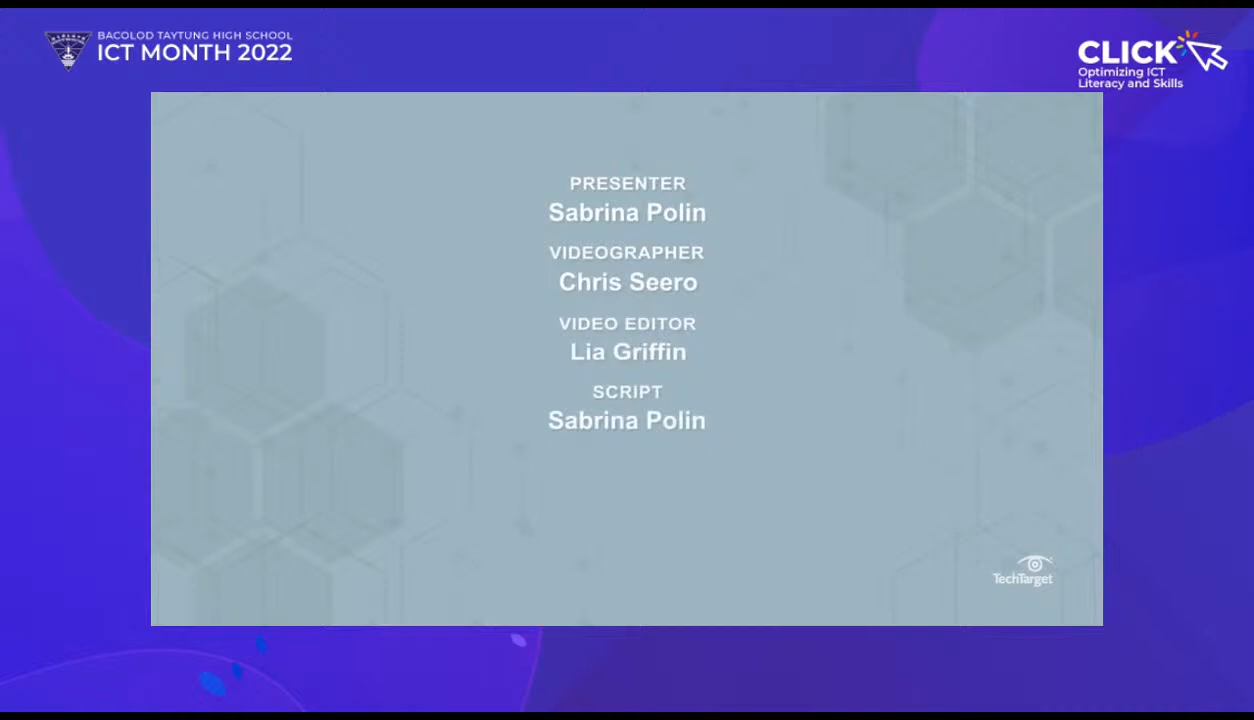 BACOLOD TAYTUNG HIGH SCHOOL
ICT MONTH 2022
CLICK
Optimizing ICT
Literacy and Skills
PRESENTER
Sabrina Polin
VIDEOGRAPHER
Chris Seero
VIDEO EDITOR
Lia Griffin
SCRIPT
Sabrina Polin
TechTarget